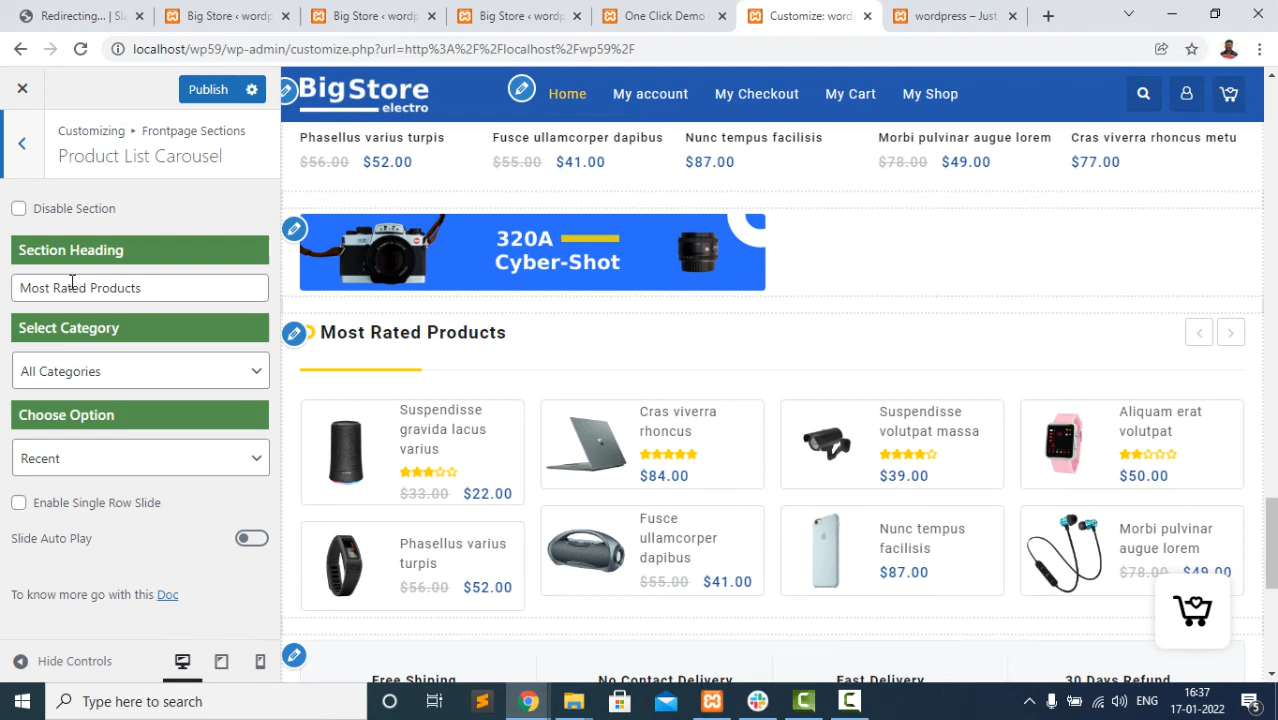 Redirecting... | Sla
Big Store ‹ wordp
Big Store ‹ wordp
Big Store ‹ wordp
One Click Demo
Customize: word
wordpress – Just
localhost/wp59/wp-admin/customize.php?url=http%3A%2F%2Flocalhost%2Fwp59%2F
Publish
Customizing ▸ Frontpage Sections
Product List Carousel
Disable Section
Section Heading
Most Rated Products
Select Category
All Categories
Choose Option
Recent
Enable Single Row Slide
Slide Auto Play
To know more go with this Doc
Hide Controls
BigStore
electro
Home
My account
My Checkout
My Cart
My Shop
Phasellus varius turpis
$56.00 $52.00
Fusce ullamcorper dapibus
$55.00 $41.00
Nunc tempus facilisis
$87.00
Morbi pulvinar augue lorem
$78.00 $49.00
Cras viverra rhoncus metu
$77.00
320A
Cyber-Shot
Most Rated Products
Suspendisse
gravida lacus
varius
$33.00 $22.00
Cras viverra
rhoncus
$84.00
Suspendisse
volutpat massa
$39.00
Aliquam erat
volutpat
$50.00
Phasellus varius
turpis
$56.00 $52.00
Fusce
ullamcorper
dapibus
$55.00 $41.00
Nunc tempus
facilisis
$87.00
Morbi pulvinar
augue lorem
$78.00 $49.00
Free Shiping
No Contact Delivery
Fast Delivery
30 Days Refund
Type here to search
ENG
16:37
17-01-2022
5